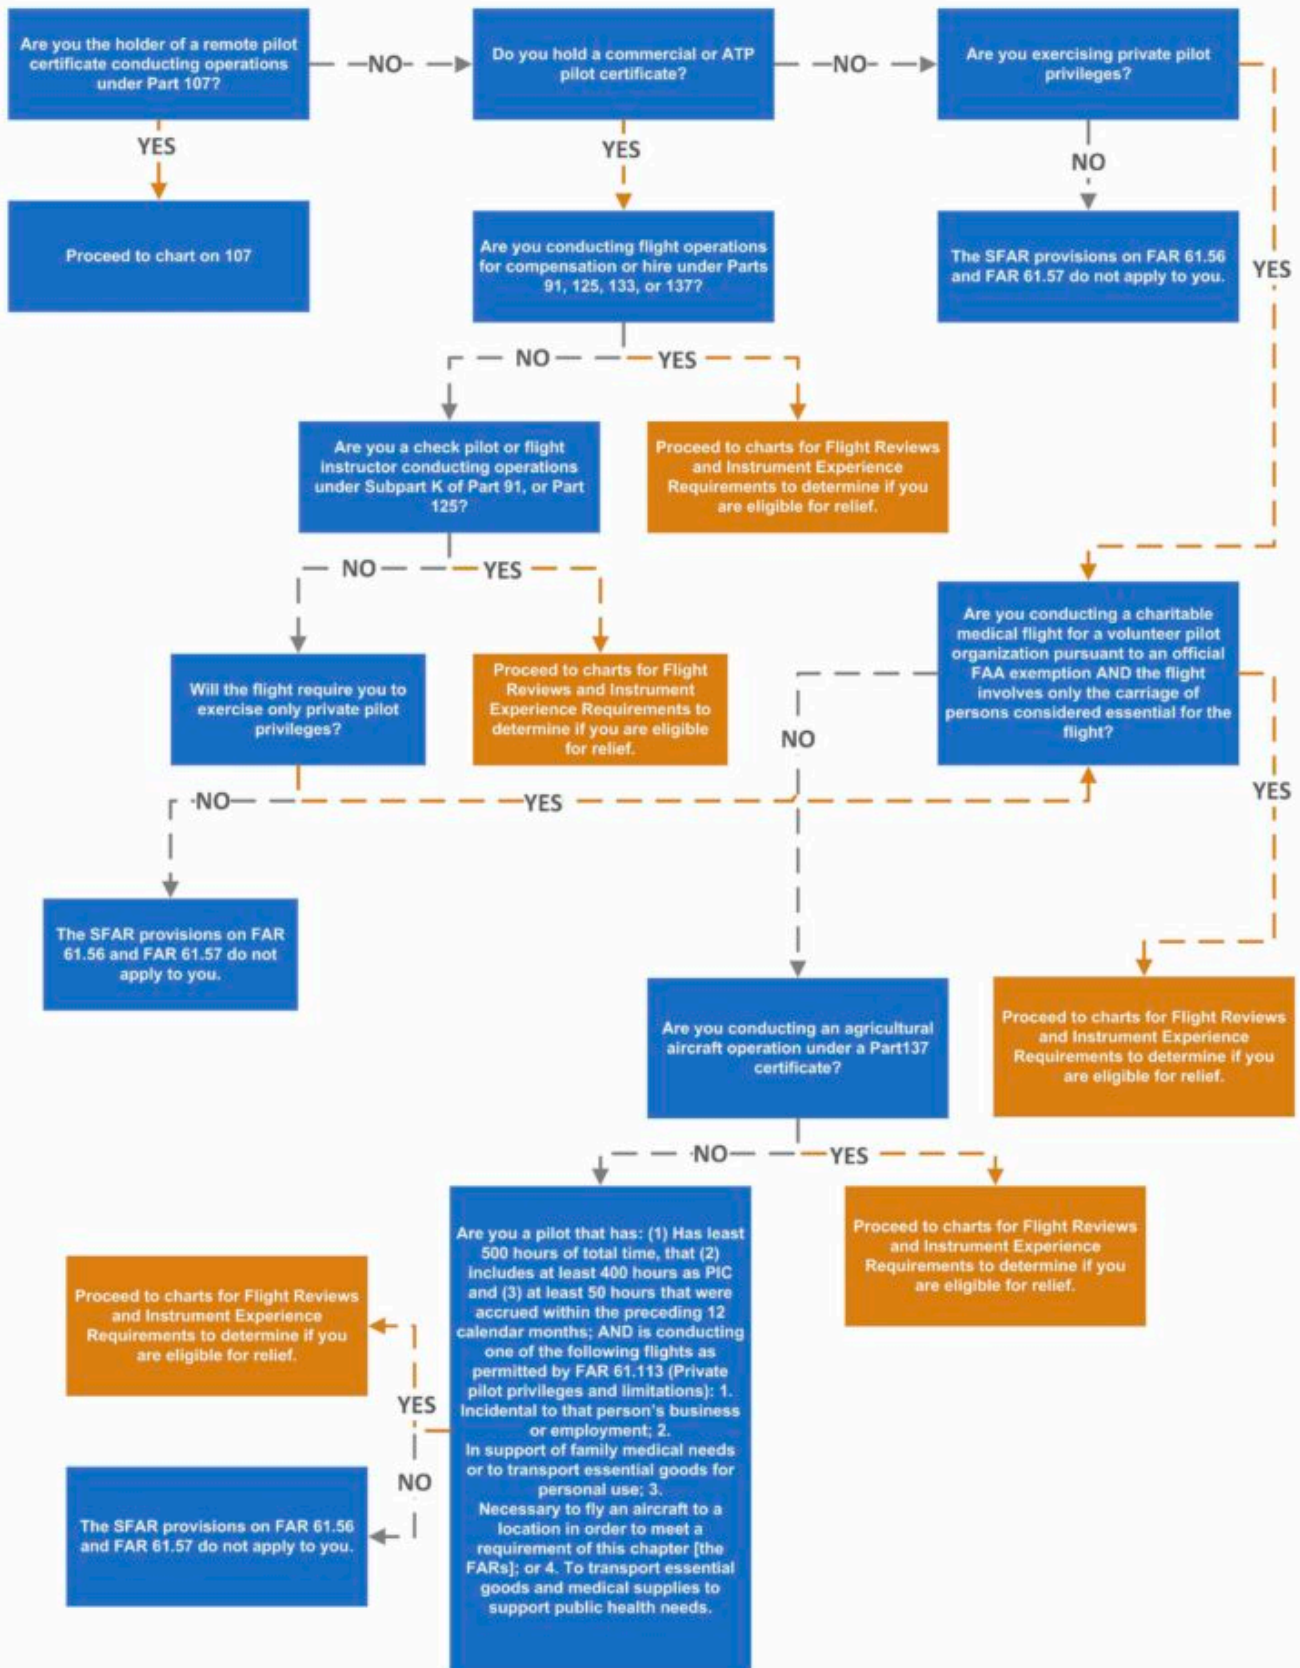 Are you the holder of a remote pilot
certificate conducting operations
under Part 107?
NO
Do you hold a commercial or ATP
pilot certificate?
NO
Are you exercising private pilot
privileges?
YES
YES
NO
YES
Proceed to chart on 107
Are you conducting flight operations
for compensation or hire under Parts
91, 125, 133, or 137?
The SFAR provisions on FAR 61.56
and FAR 61.57 do not apply to you.
NO
YES
Are you a check pilot or flight
instructor conducting operations
under Subpart K of Part 91, or Part
125?
Proceed to charts for Flight Reviews
and Instrument Experience
Requirements to determine if you
are eligible for relief.
NO
YES
Will the flight require you to
exercise only private pilot
privileges?
Proceed to charts for Flight
Reviews and Instrument
Experience Requirements to
determine if you are eligible
for relief.
Are you conducting a charitable
medical flight for a volunteer pilot
organization pursuant to an official
FAA exemption AND the flight
involves only the carriage of
persons considered essential for the
flight?
NO
YES
NO
YES
The SFAR provisions on FAR
61.56 and FAR 61.57 do not
apply to you.
Are you conducting an agricultural
aircraft operation under a Part137
certificate?
Proceed to charts for Flight Reviews
and Instrument Experience
Requirements to determine if you
are eligible for relief.
NO
YES
Are you a pilot that has: (1) Has least
500 hours of total time, that (2)
includes at least 400 hours as PIC
and (3) at least 50 hours that were
accrued within the preceding 12
calendar months; AND is conducting
one of the following flights as
permitted by FAR 61.113 (Private
pilot privileges and limitations): 1.
Incidental to that person's business
or employment; 2.
In support of family medical needs
or to transport essential goods for
personal use; 3.
Necessary to fly an aircraft to a
location in order to meet a
requirement of this chapter [the
FARs]; or 4. To transport essential
goods and medical supplies to
support public health needs.
Proceed to charts for Flight Reviews
and Instrument Experience
Requirements to determine if you
are eligible for relief.
Proceed to charts for Flight Reviews
and Instrument Experience
Requirements to determine if you
are eligible for relief.
YES
NO
The SFAR provisions on FAR 61.56
and FAR 61.57 do not apply to you.